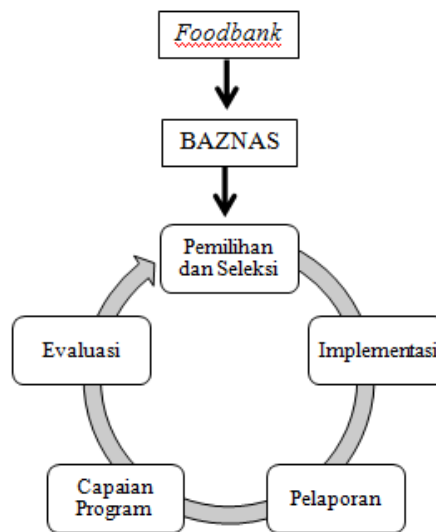 Foodbank
BAZNAS
Pemilihan
dan Seleksi
Implementasi
Pelaporan
Capaian
Program
Evaluasi